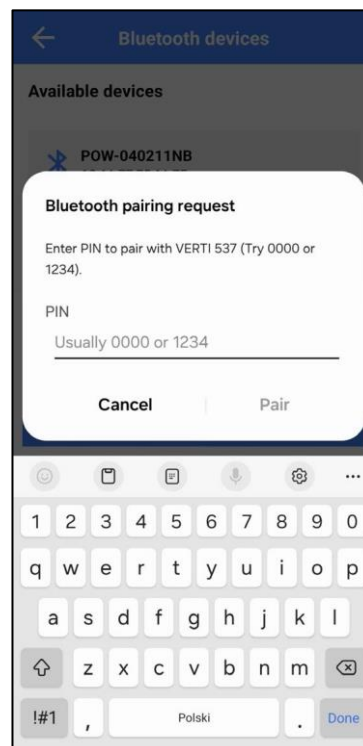 Bluetooth devices
Available devices
POW-040211NB
Bluetooth pairing request
Enter PIN to pair with VERTI 537 (Try 0000 or
1234).
PIN
Usually 0000 or 1234
Cancel Pair
1 2 3 4 5 6 7 8 9 0
q w e r t y u i o p
a s d f g h j k l
z x c v b n m
!#1 , Polski . Done